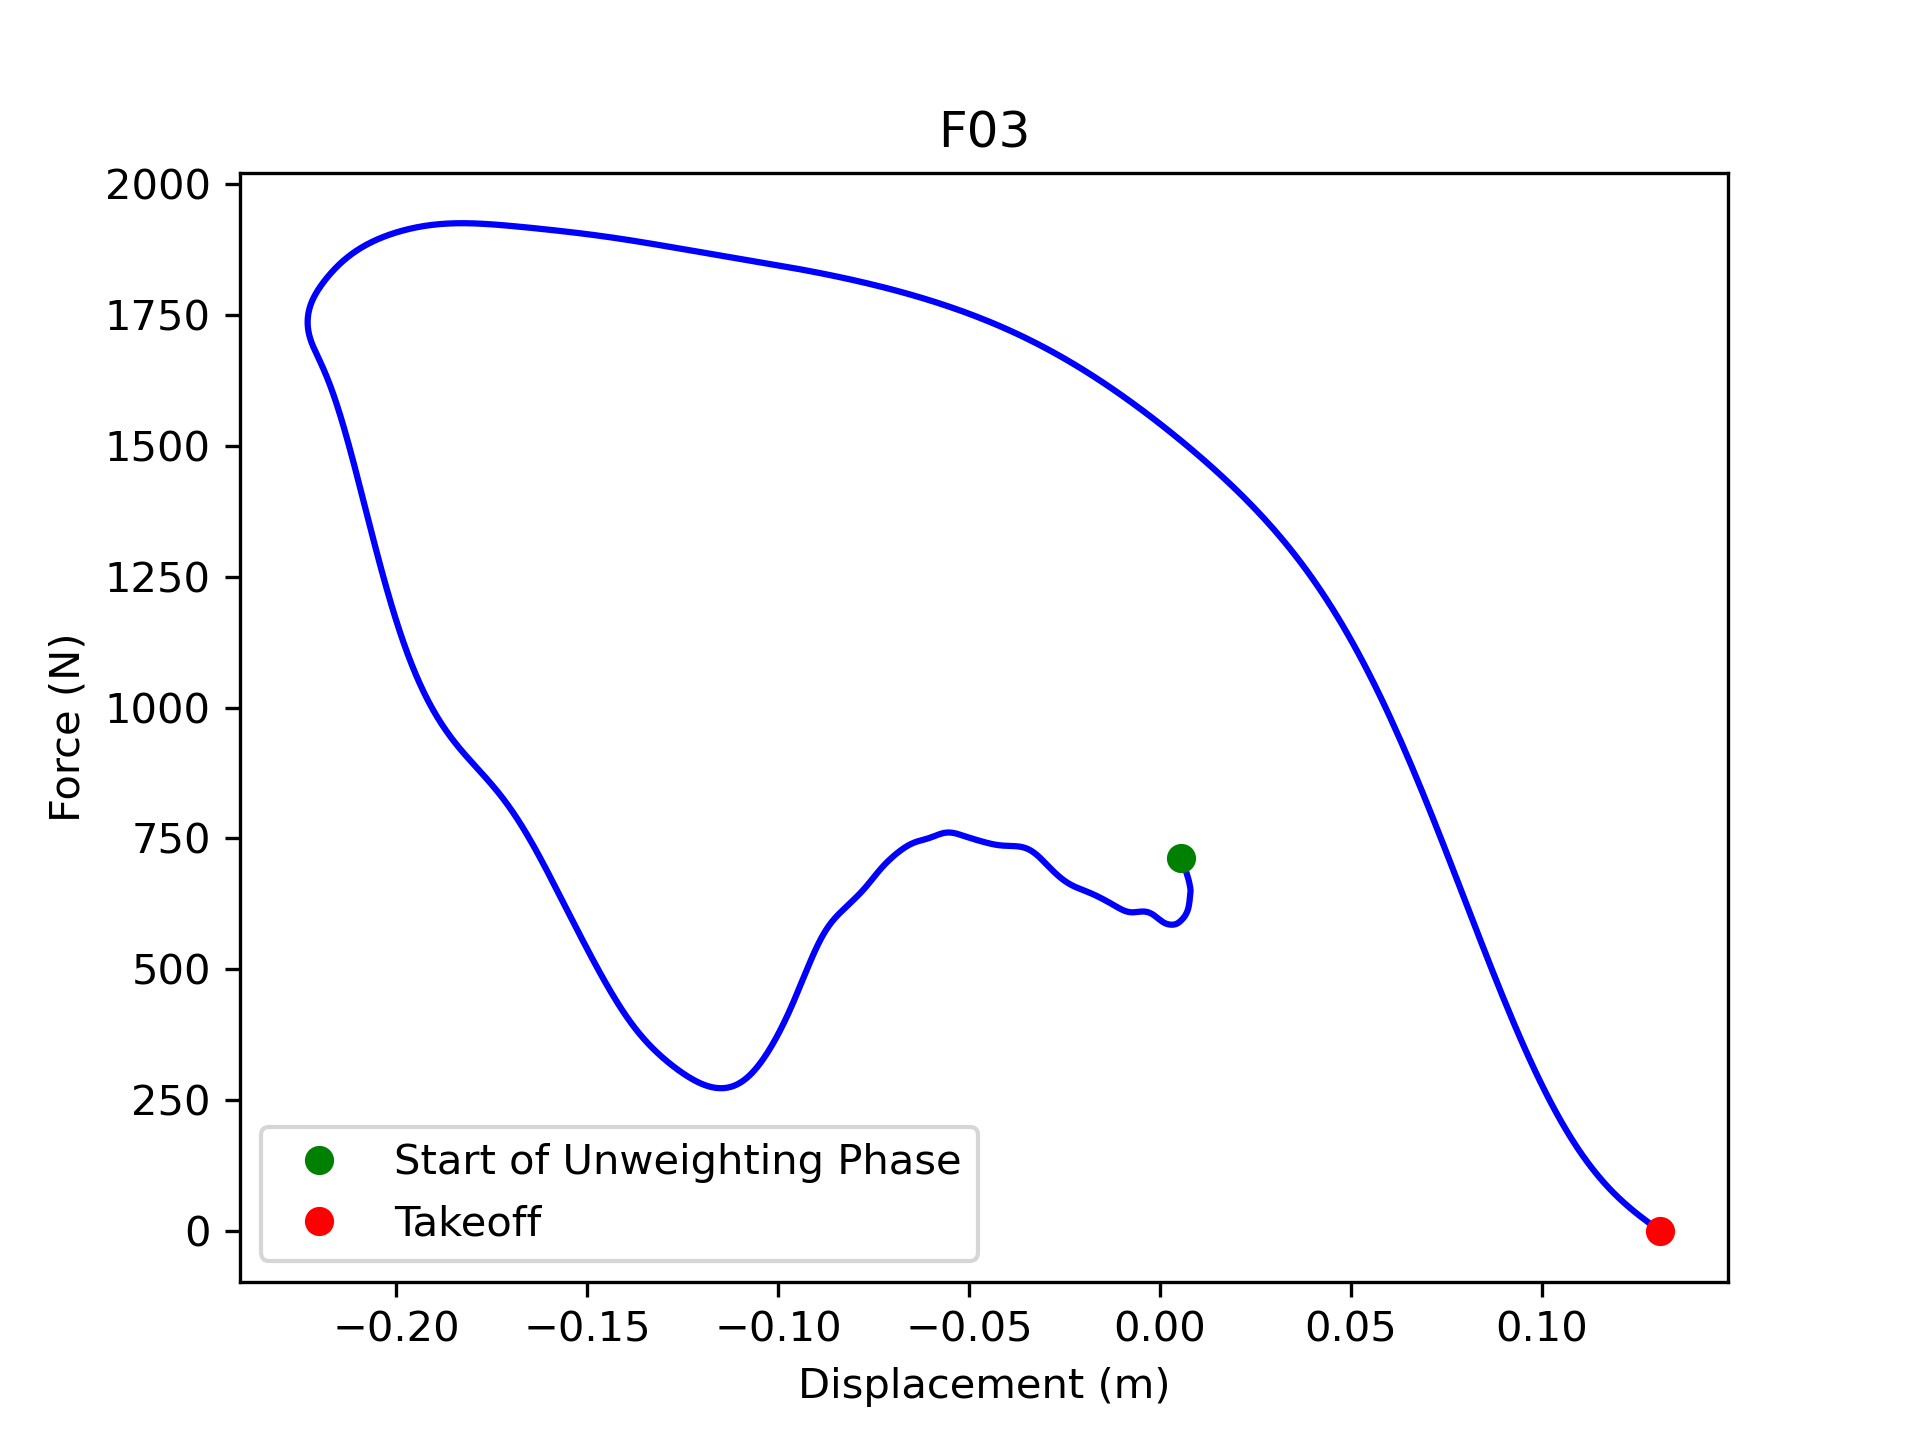 F03
2000
1750
1500
1250
1000
750
500
250
0
Force (N)
Start of Unweighting Phase
Takeoff
−0.20 −0.15 −0.10 −0.05 0.00 0.05 0.10
Displacement (m)